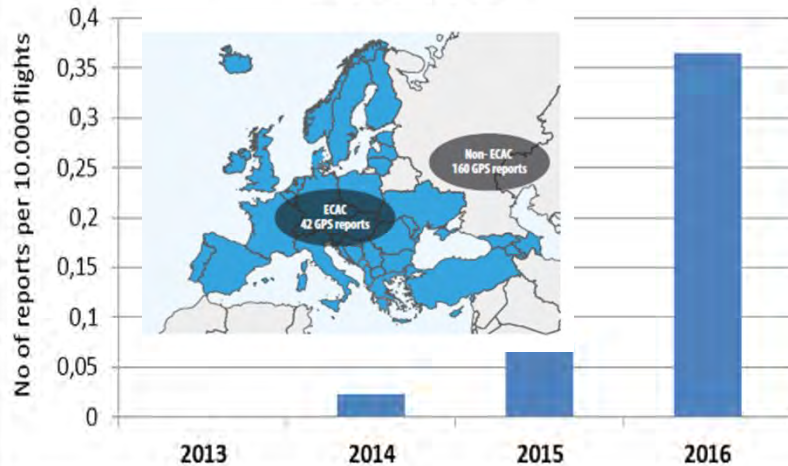 No of reports per 10.000 flights
0,4
0,35
0,3
0,25
0,2
0,15
0,1
0,05
0
Non- ECAC
160 GPS reports
ECAC
42 GPS reports
2013
2014
2015
2016